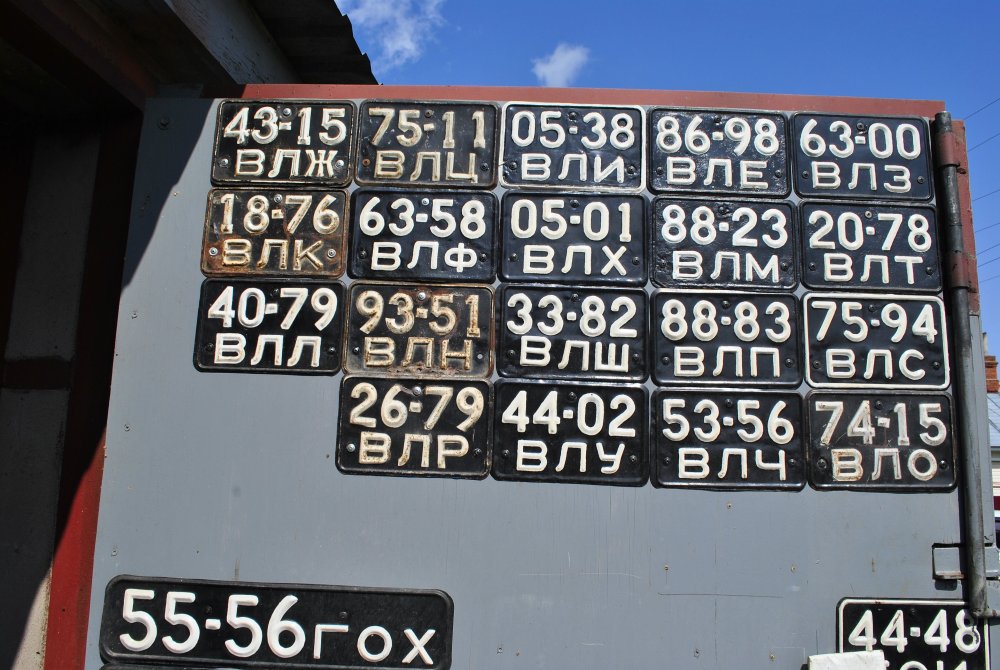 43-15
ВЛЖ
75-11
ВЛЦ
05-38
ВЛИ
86-98
ВЛЕ
63-00
ВЛЗ
18-76
ВЛК
63-58
ВЛФ
05-01
ВЛХ
88-23
ВЛМ
20-78
ВЛТ
40-79
ВЛЛ
93-51
ВЛН
33-82
ВЛШ
88-83
ВЛП
75-94
ВЛС
26-79
ВЛР
44-02
ВЛУ
53-56
ВЛЧ
74-15
ВЛО
55-56 ГОХ
44-48